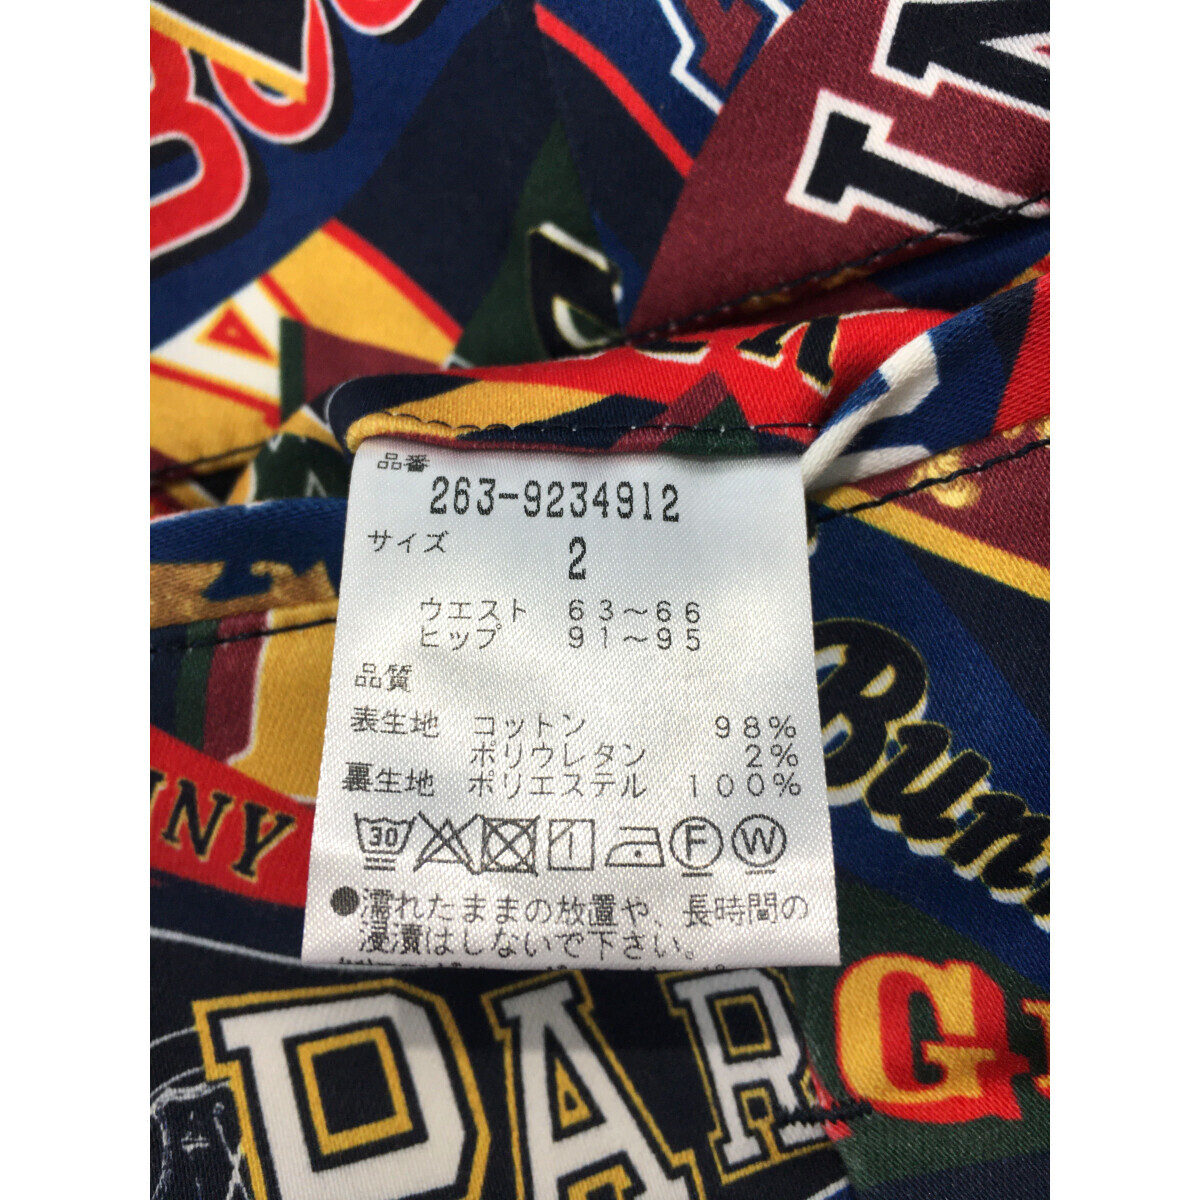 IN
品番
263-9234912
サイズ
2
ウエスト 63~66
ヒップ 91~95
品質
表生地 コットン 98%
ポリウレタン 2%
裏生地 ポリエステル 100%
30 F W
●濡れたままの放置や、長時間の
浸漬はしないで下さい。
Bunn
NNY
DAR
G